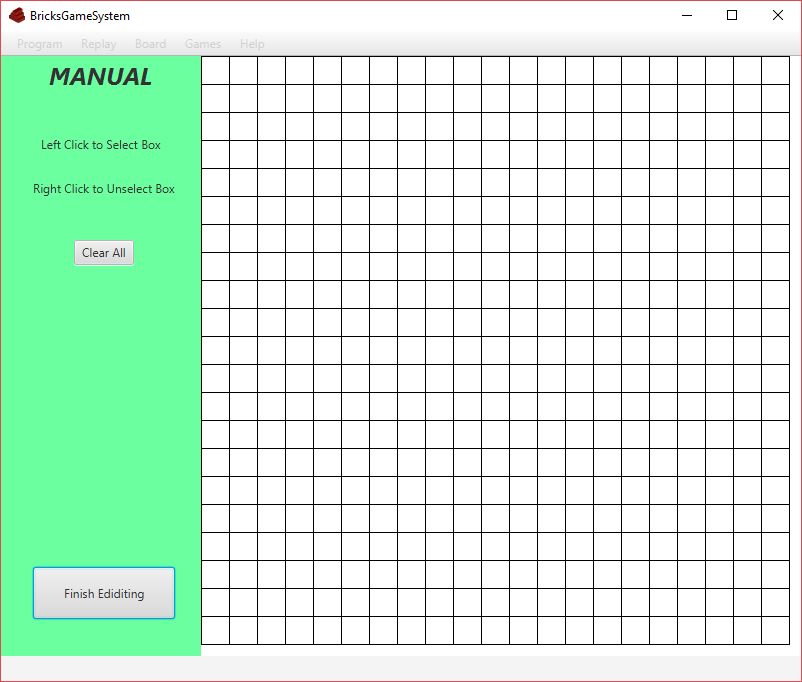 BricksGameSystem
Program Replay Board Games Help
MANUAL
Left Click to Select Box
Right Click to Unselect Box
Clear All
Finish Ediditing